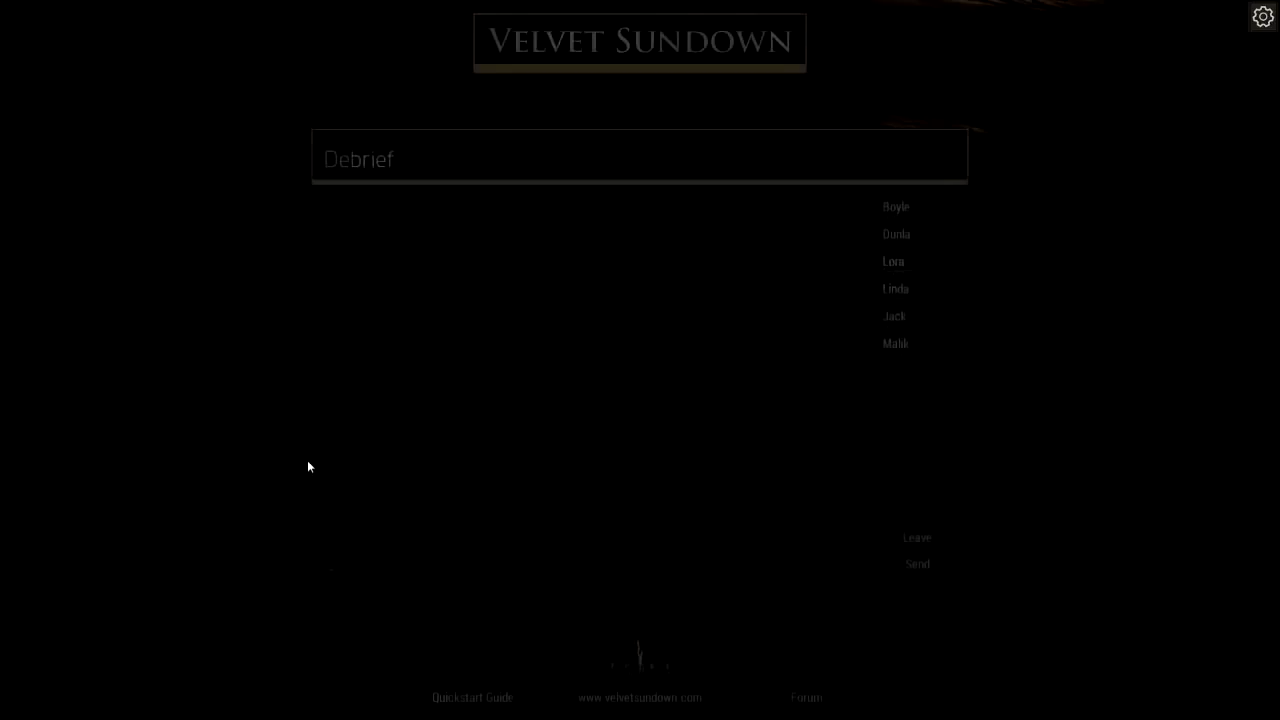 VELVET SUNDOWN
Debrief
Boyle
Dunla
Lora
Linda
Jack
Malik
Leave
Send
Quickstart Guide
www.velvetsundown.com
Forum